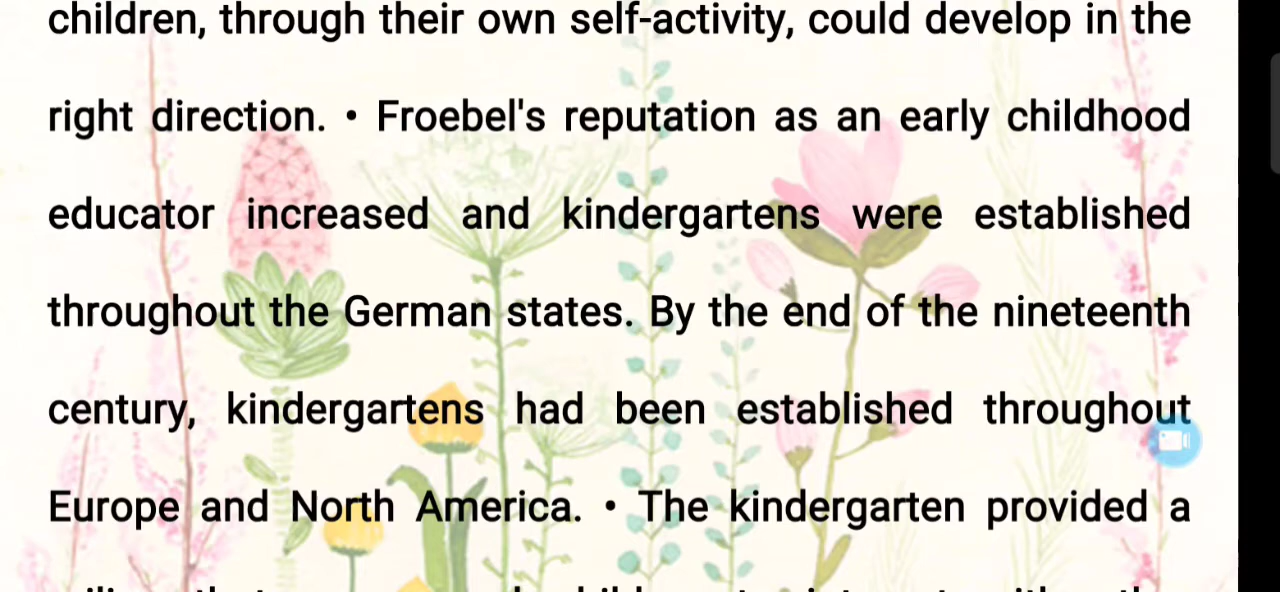 children, through their own self-activity, could develop in the
right direction. • Froebel's reputation as an early childhood
educator increased and kindergartens were established
throughout the German states. By the end of the nineteenth
century, kindergartens had been established throughout
Europe and North America. • The kindergarten provided a